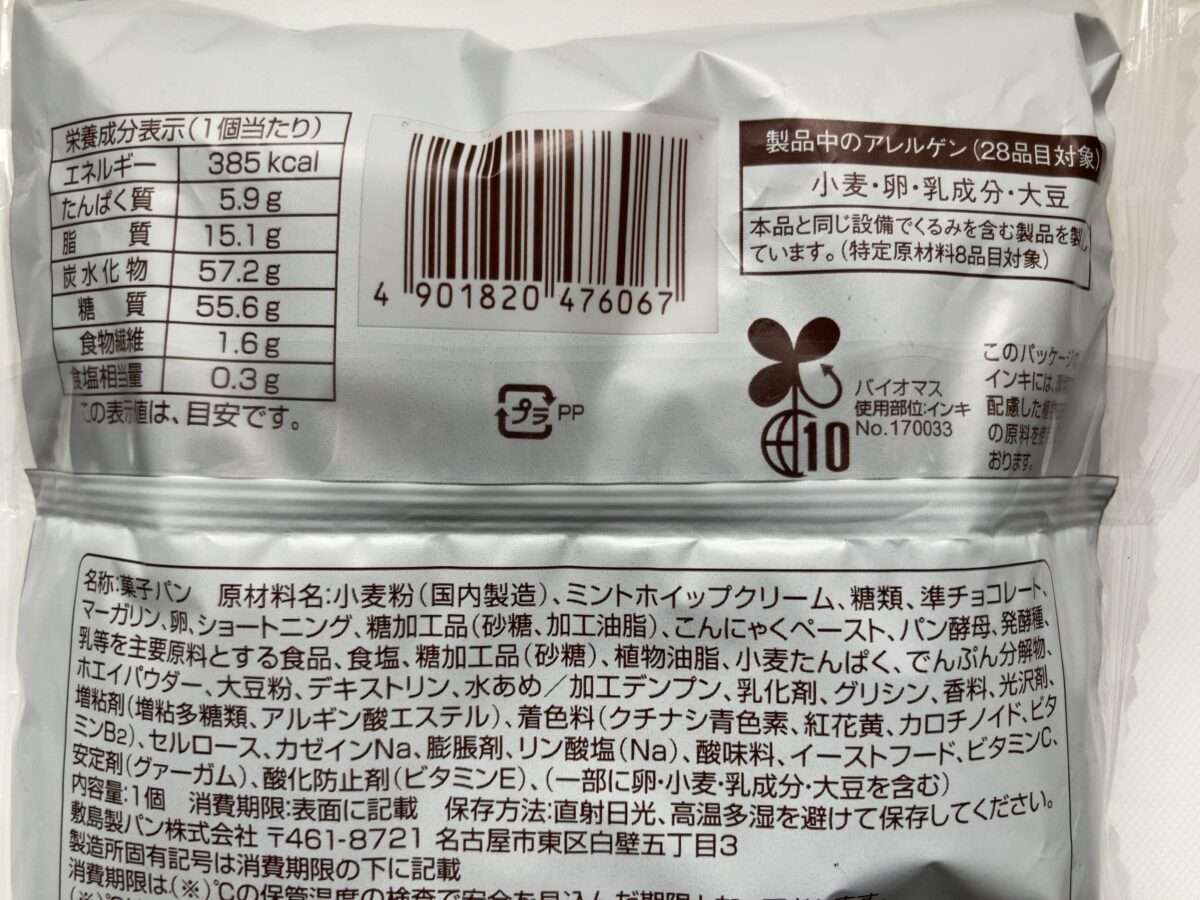 栄養成分表示(1個当たり)
エネルギー 385kcal
たんぱく質 5.9g
脂質 15.1g
炭水化物 57.2g
糖質 55.6g
食物繊維 1.6g
食塩相当量 0.3g
この表示値は、目安です。
4 901820 476067
プラ PP
製品中のアレルゲン(28品目対象)
小麦・卵・乳成分・大豆
本品と同じ設備でくるみを含む製品を製し
ています。(特定原材料8品目対象)
バイオマス
使用部位:インキ
No.170033
10
このパッケージ
インキには、
配慮した
の原料を使
おります。
名称:菓子パン 原材料名:小麦粉(国内製造)、ミントホイップクリーム、糖類、準チョコレート、
マーガリン、卵、ショートニング、糖加工品(砂糖、加工油脂)、こんにゃくペースト、パン酵母、発酵種、
乳等を主要原料とする食品、食塩、糖加工品(砂糖)、植物油脂、小麦たんぱく、でんぷん分解物、
ホエイパウダー、大豆粉、デキストリン、水あめ/加工デンプン、乳化剤、グリシン、香料、光沢剤、
増粘剤(増粘多糖類、アルギン酸エステル)、着色料(クチナシ青色素、紅花黄、カロチノイド、ビタ
ミンB2)、セルロース、カゼインNa、膨脹剤、リン酸塩(Na)、酸味料、イーストフード、ビタミンC、
安定剤(グァーガム)、酸化防止剤(ビタミンE)、(一部に卵・小麦・乳成分・大豆を含む)
内容量:1個 消費期限:表面に記載 保存方法:直射日光、高温多湿を避けて保存してください。
敷島製パン株式会社 〒461-8721 名古屋市東区白壁五丁目3
製造所固有記号は消費期限の下に記載
消費期限は、(※)℃の保管温度の検査で安全を見込んだ期限